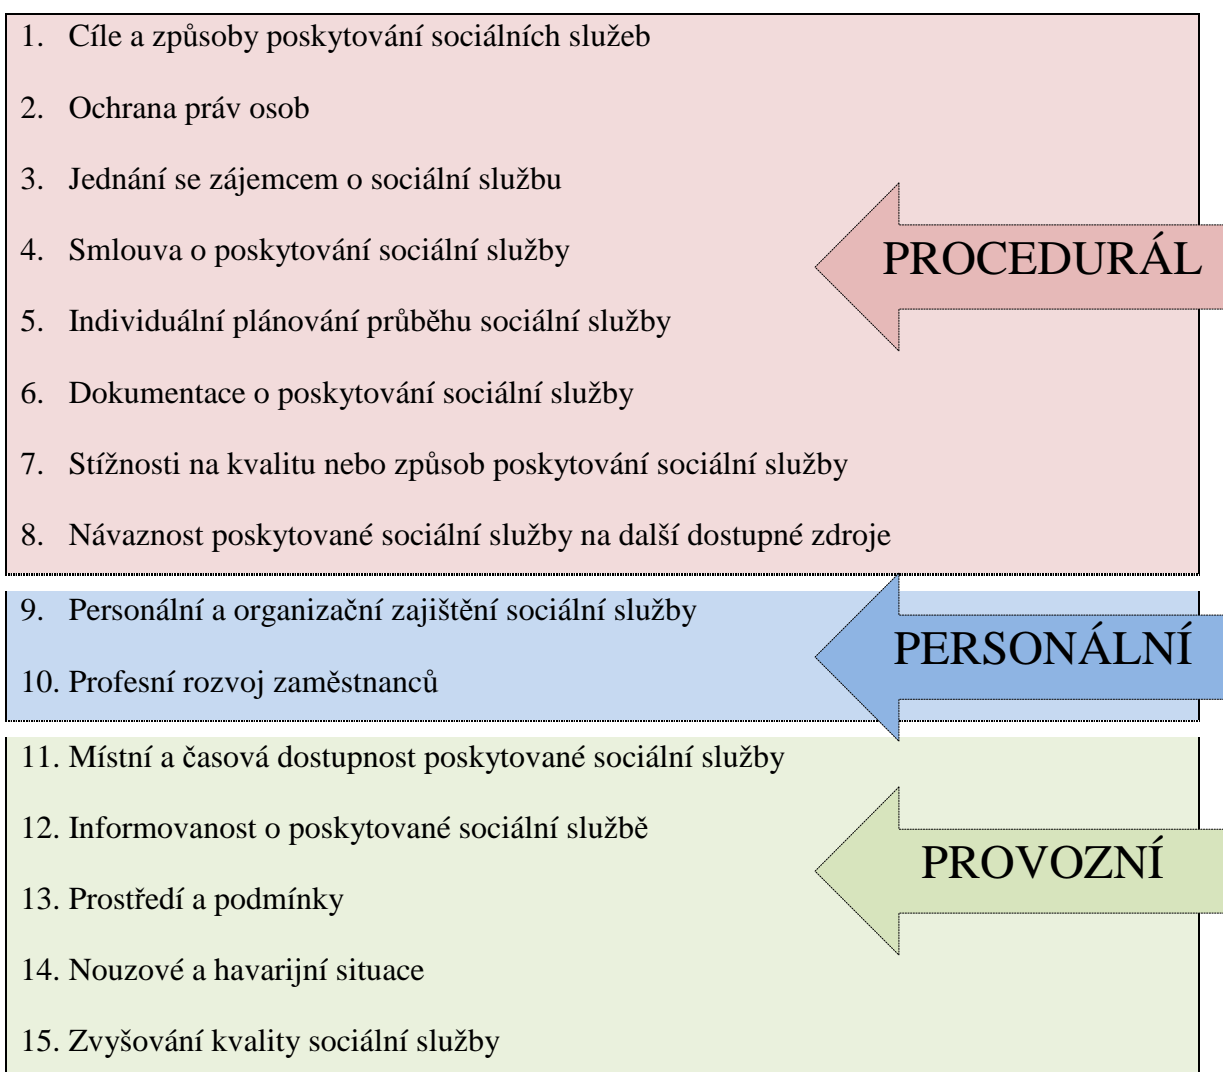 1. Cíle a způsoby poskytování sociálních služeb
2. Ochrana práv osob
3. Jednání se zájemcem o sociální službu
4. Smlouva o poskytování sociální služby
PROCEDURÁL
5. Individuální plánování průběhu sociální služby
6. Dokumentace o poskytování sociální služby
7. Stížnosti na kvalitu nebo způsob poskytování sociální služby
8. Návaznost poskytované sociální služby na další dostupné zdroje
9. Personální a organizační zajištění sociální služby
PERSONÁLNÍ
10. Profesní rozvoj zaměstnanců
11. Místní a časová dostupnost poskytované sociální služby
12. Informovanost o poskytované sociální službě
PROVOZNÍ
13. Prostředí a podmínky
14. Nouzové a havarijní situace
15. Zvyšování kvality sociální služby